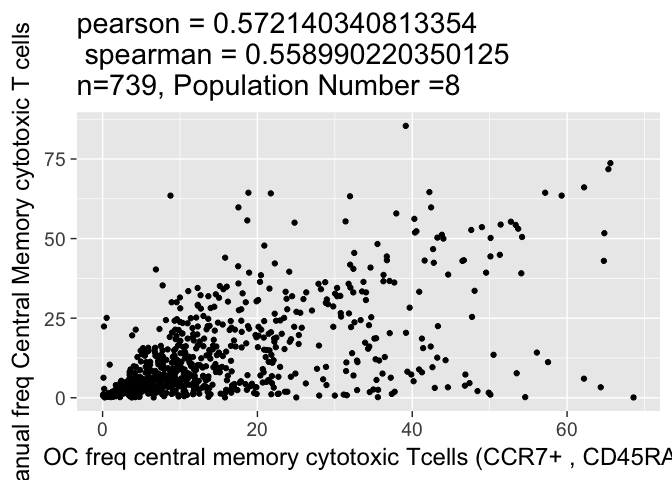 pearson = 0.572140340813354
spearman = 0.558990220350125
n=739, Population Number =8
anual freq Central Memory cytotoxic T cells
75
50
25
0
0 20 40 60
OC freq central memory cytotoxic Tcells (CCR7+ , CD45RA